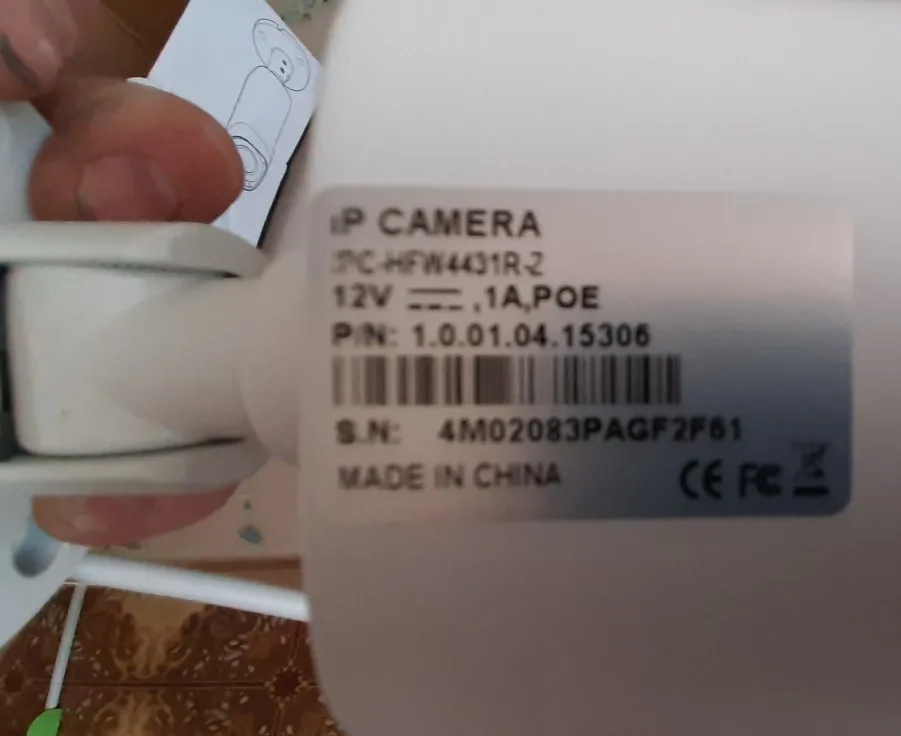 IP CAMERA
IPC-HFW4431R-Z
12V ⎓ ,1A,POE
P/N: 1.0.01.04.15306
S.N: 4M02083PAGF2F61
MADE IN CHINA CE FC